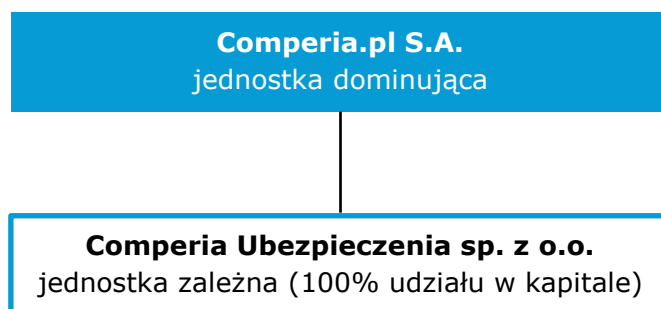 Comperia.pl S.A.
jednostka dominująca
Comperia Ubezpieczenia sp. z o.o.
jednostka zależna (100% udziału w kapitale)